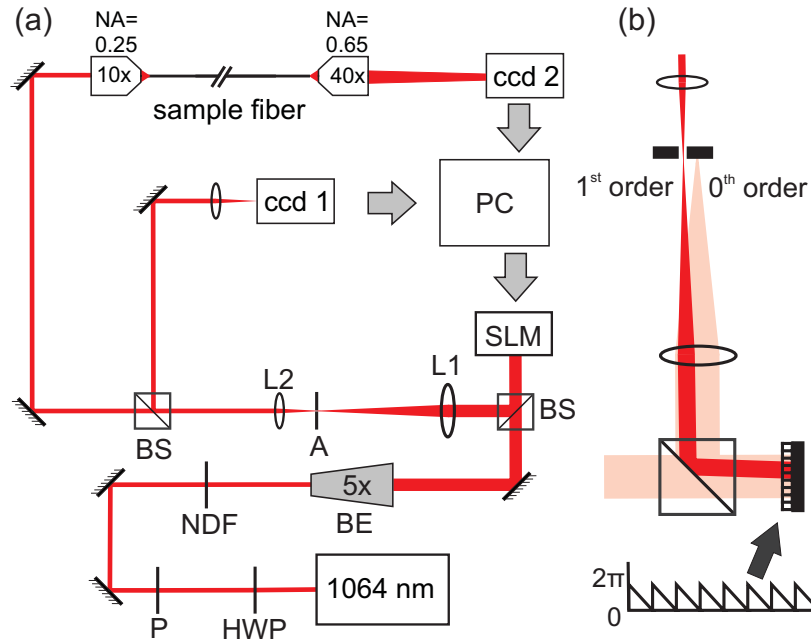 (a)
NA=
0.25
10x
NA=
0.65
40x
ccd 2
sample fiber
ccd 1
PC
SLM
L2
L1
BS
BS
A
5x
NDF
BE
1064 nm
P
HWP
(b)
1st order
0th order
2π
0